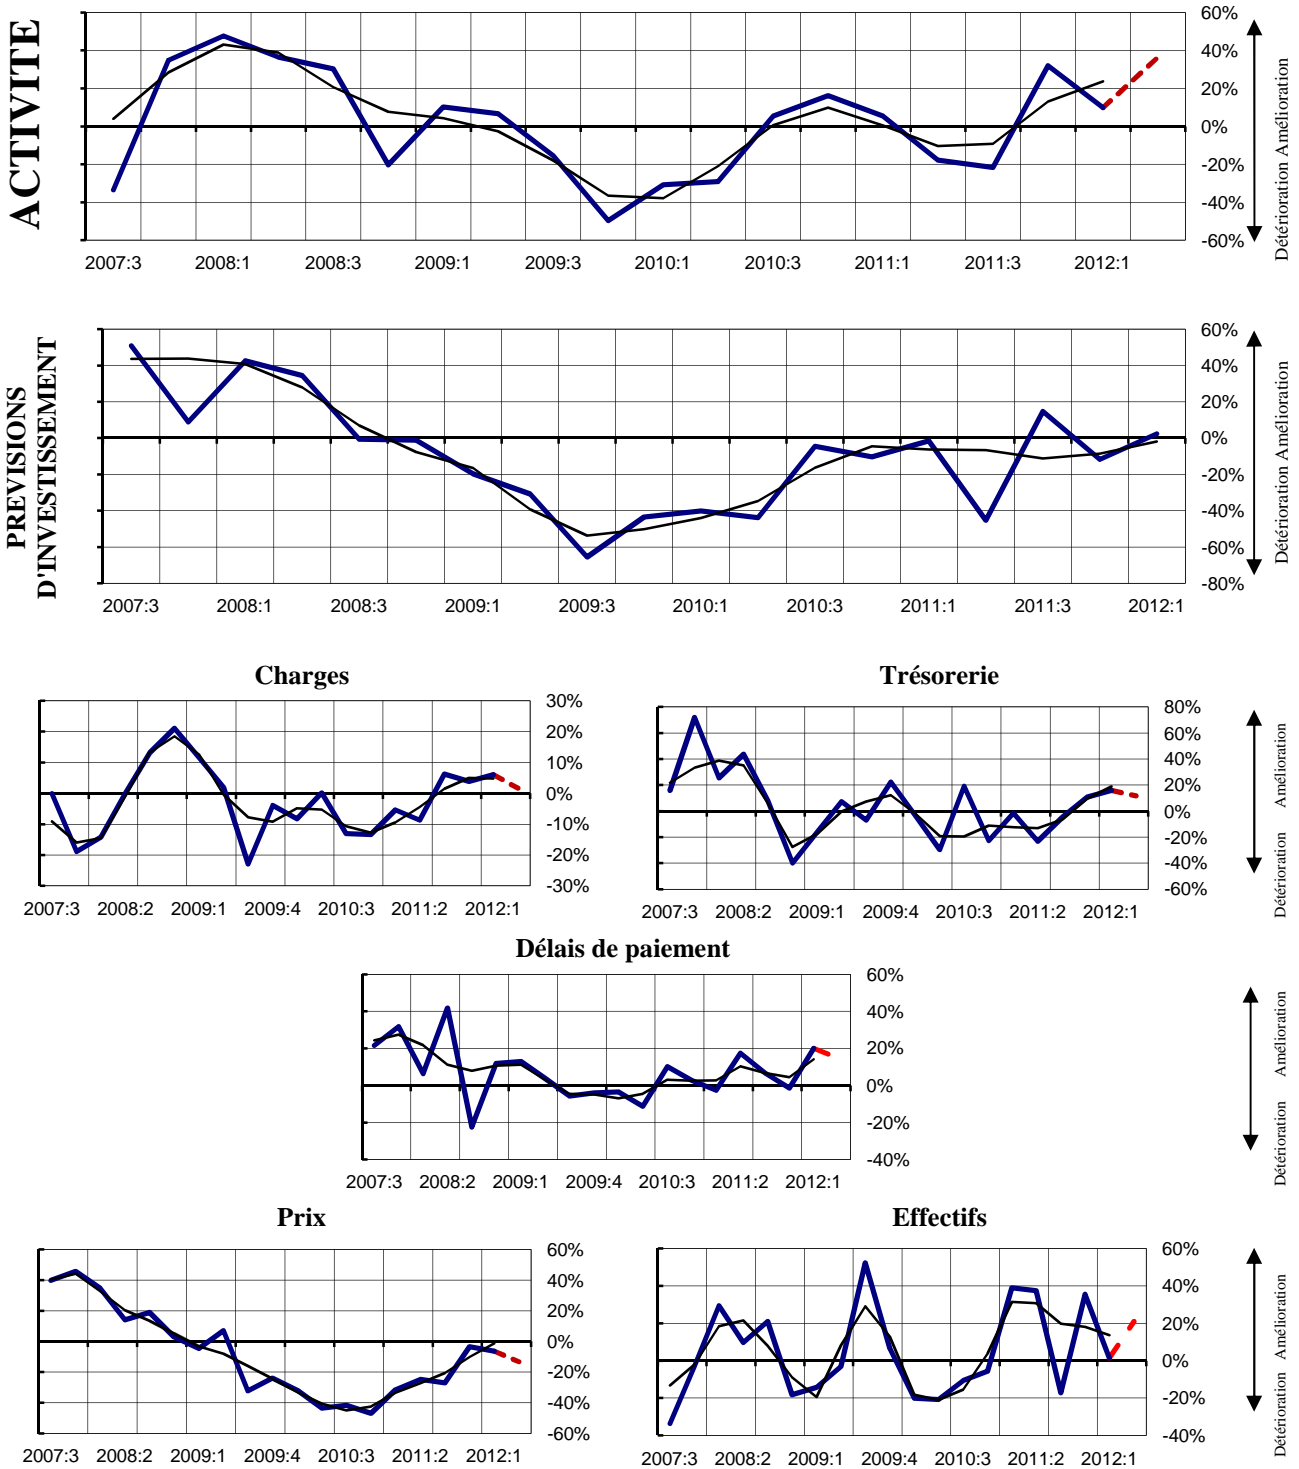 ACTIVITE
60%
40%
20%
0%
-20%
-40%
-60%
Détérioration Amélioration
2007:3 2008:1 2008:3 2009:1 2009:3 2010:1 2010:3 2011:1 2011:3 2012:1
PREVISIONS
D'INVESTISSEMENT
60%
40%
20%
0%
-20%
-40%
-60%
-80%
Détérioration Amélioration
2007:3 2008:1 2008:3 2009:1 2009:3 2010:1 2010:3 2011:1 2011:3 2012:1
Charges
30%
20%
10%
0%
-10%
-20%
-30%
2007:3 2008:2 2009:1 2009:4 2010:3 2011:2 2012:1
Trésorerie
80%
60%
40%
20%
0%
-20%
-40%
-60%
Détérioration Amélioration
2007:3 2008:2 2009:1 2009:4 2010:3 2011:2 2012:1
Délais de paiement
60%
40%
20%
0%
-20%
-40%
Détérioration Amélioration
2007:3 2008:2 2009:1 2009:4 2010:3 2011:2 2012:1
Prix
60%
40%
20%
0%
-20%
-40%
-60%
2007:3 2008:2 2009:1 2009:4 2010:3 2011:2 2012:1
Effectifs
60%
40%
20%
0%
-20%
-40%
Détérioration Amélioration
2007:3 2008:2 2009:1 2009:4 2010:3 2011:2 2012:1